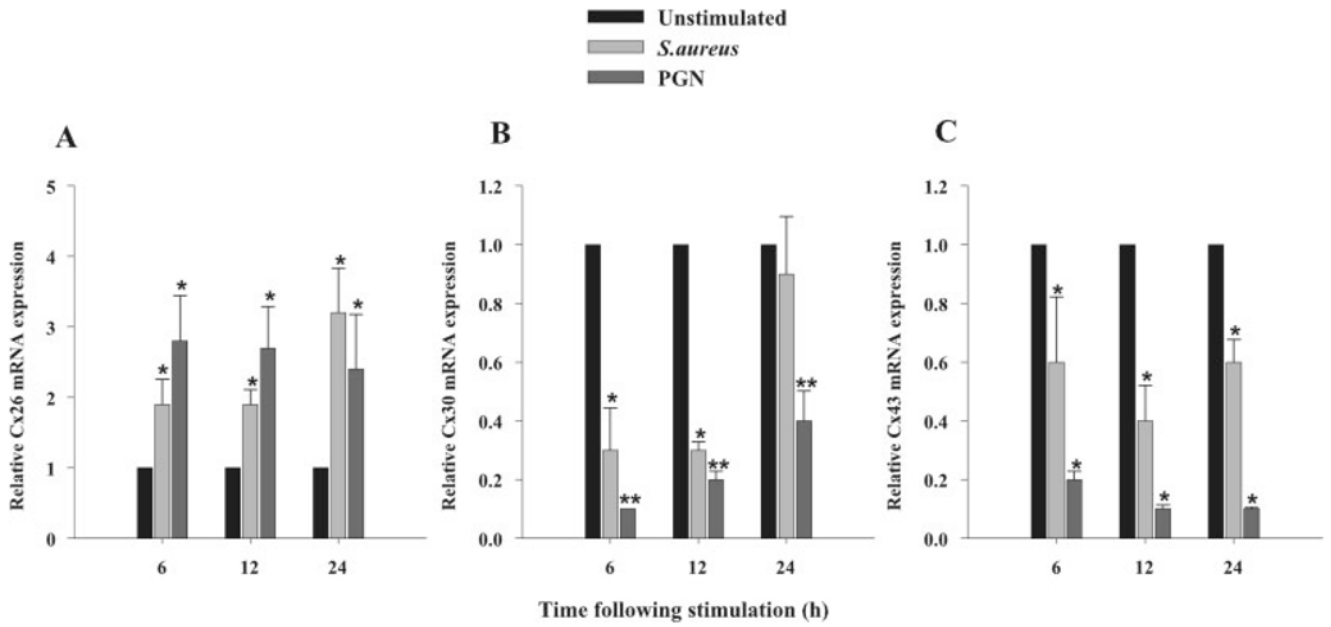 Unstimulated
S.aureus
PGN
A
Relative Cx26 mRNA expression
5
4
3
2
1
0
* * * * * *
6 12 24
B
Relative Cx30 mRNA expression
1.2
1.0
0.8
0.6
0.4
0.2
0.0
* ** * ** **
6 12 24
C
Relative Cx43 mRNA expression
1.2
1.0
0.8
0.6
0.4
0.2
0.0
* * * * * *
6 12 24
Time following stimulation (h)